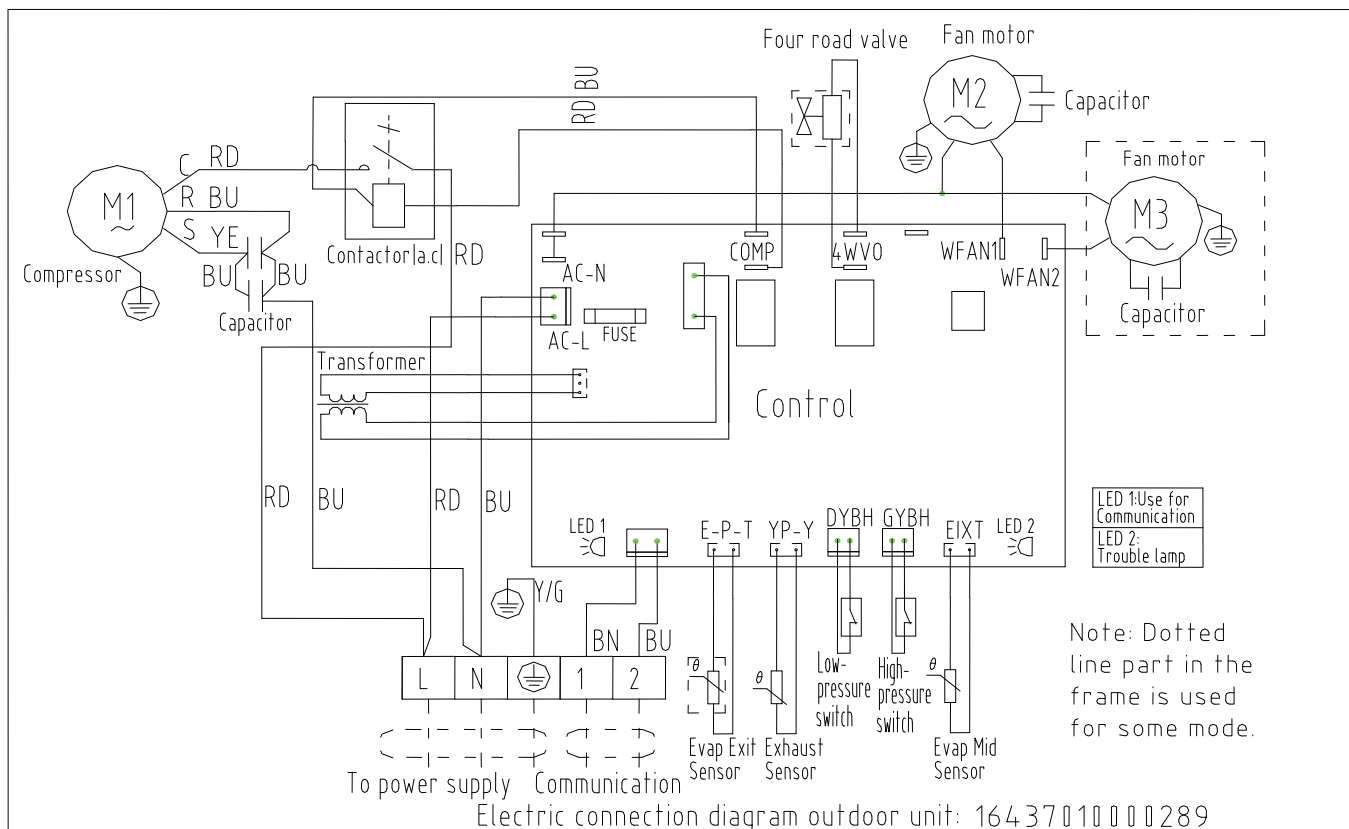 Four road valve
Fan motor
M2
Capacitor
BU
RD
C RD
R BU
S YE
BU
BU
M1
Compressor
Capacitor
Contactor(a.c)
RD
Fan motor
M3
Capacitor
COMP
4WVO
WFAN1
WFAN2
AC-N
AC-L
FUSE
Transformer
Control
RD
BU
RD
BU
LED 1
E-P-T
YP-Y
DYBH
GYBH
EIXT
LED 2
LED 1:Use for
Communication
LED 2:
Trouble lamp
Y/G
BN
BU
L
N
1
2
θ
θ
θ
Low-
pressure
switch
High-
pressure
switch
Evap Exit
Sensor
Exhaust
Sensor
Evap Mid
Sensor
Note: Dotted
line part in the
frame is used
for some mode.
To power supply
Communication
Electric connection diagram outdoor unit: 16437010000289